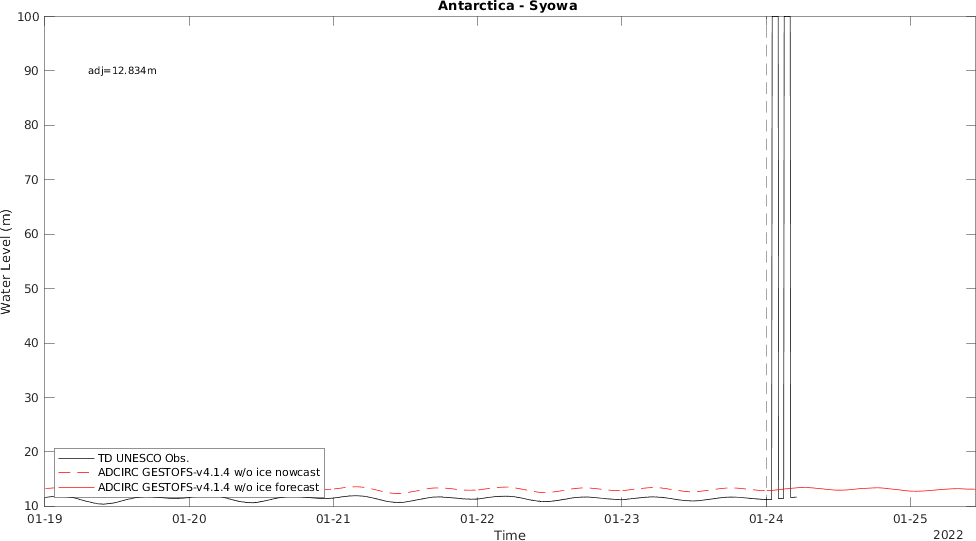 Antarctica - Syowa
100
adj=12.834m
90
80
70
60
50
40
30
20
10
Water Level (m)
TD UNESCO Obs.
ADCIRC GESTOFS-v4.1.4 w/o ice nowcast
ADCIRC GESTOFS-v4.1.4 w/o ice forecast
01-19 01-20 01-21 01-22 01-23 01-24 01-25
Time
2022